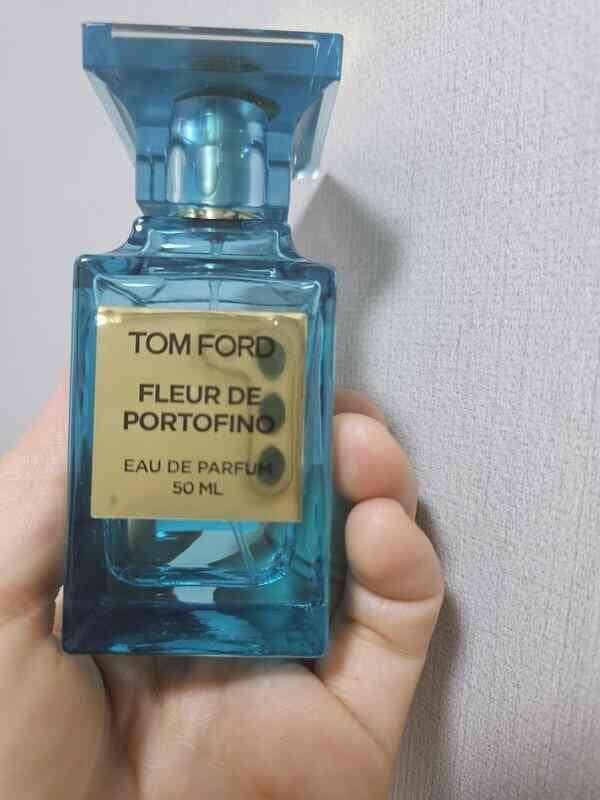 TOM FORD
FLEUR DE
PORTOFINO
EAU DE PARFUM
50 ML